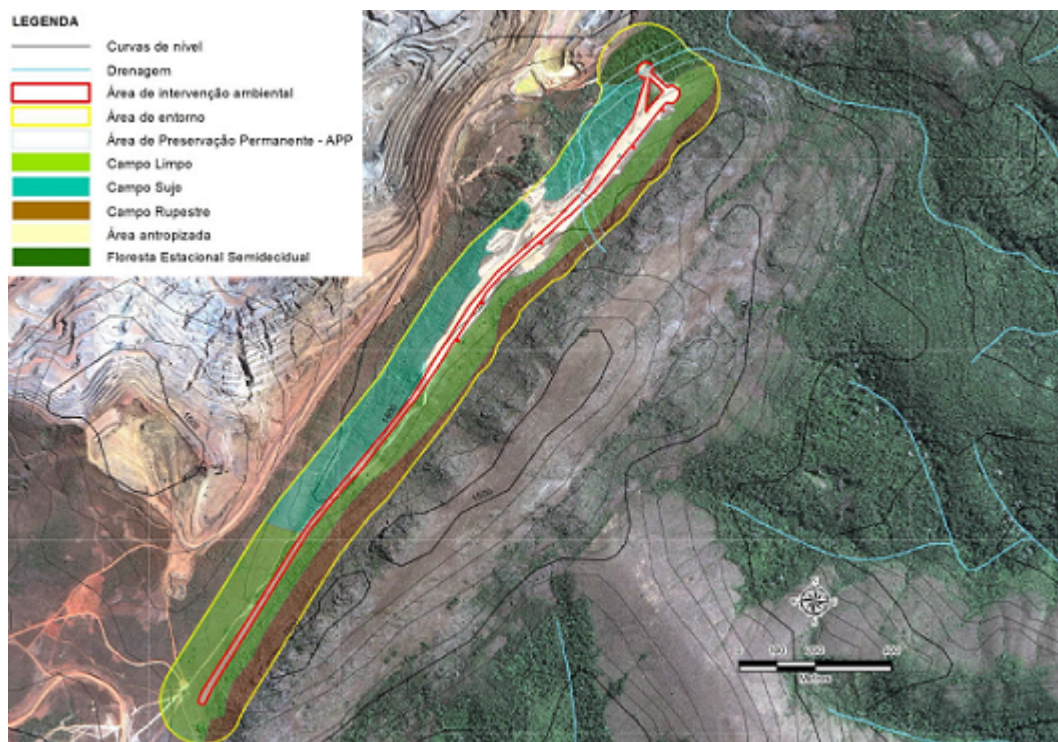 LEGENDA
Curvas de nível
Drenagem
Área de intervenção ambiental
Área de entorno
Área de Preservação Permanente - APP
Campo Limpo
Campo Sujo
Campo Rupestre
Área antropizada
Floresta Estacional Semidecidual
Metros